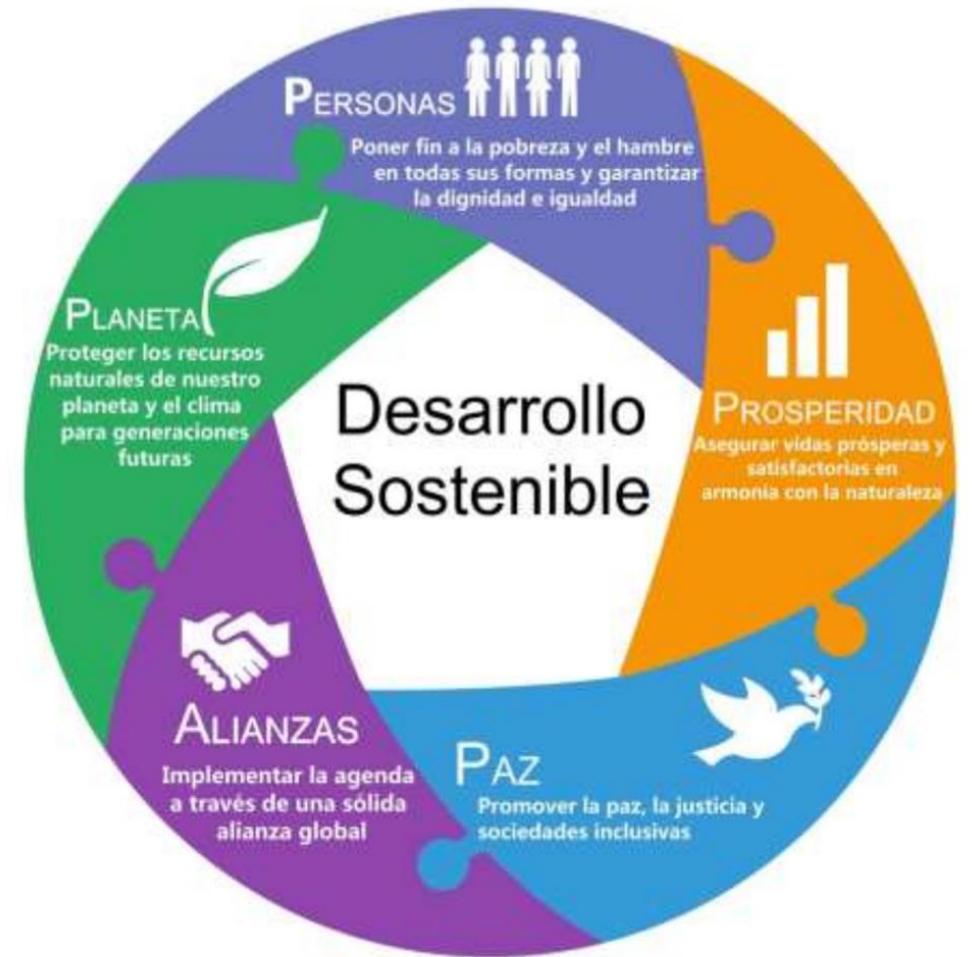 Desarrollo
Sostenible
PERSONAS
Poner fin a la pobreza y el hambre
en todas sus formas y garantizar
la dignidad e igualdad
PROSPERIDAD
Asegurar vidas prósperas y
satisfactorias en
armonía con la naturaleza
PAZ
Promover la paz, la justicia y
sociedades inclusivas
ALIANZAS
Implementar la agenda
a través de una sólida
alianza global
PLANETA
Proteger los recursos
naturales de nuestro
planeta y el clima
para generaciones
futuras